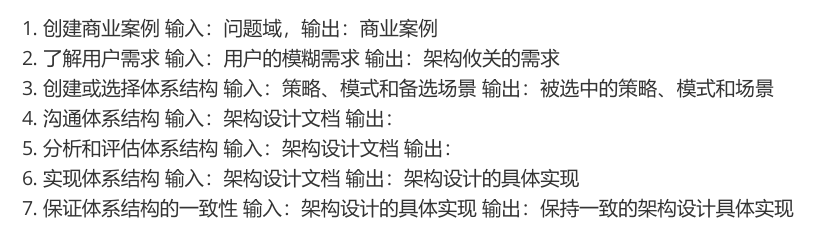 1. 创建商业案例 输入：问题域，输出：商业案例
2. 了解用户需求 输入：用户的模糊需求 输出：架构攸关的需求
3. 创建或选择体系结构 输入：策略、模式和备选场景 输出：被选中的策略、模式和场景
4. 沟通体系结构 输入：架构设计文档 输出：
5. 分析和评估体系结构 输入：架构设计文档 输出：
6. 实现体系结构 输入：架构设计文档 输出：架构设计的具体实现
7. 保证体系结构的一致性 输入：架构设计的具体实现 输出：保持一致的架构设计具体实现